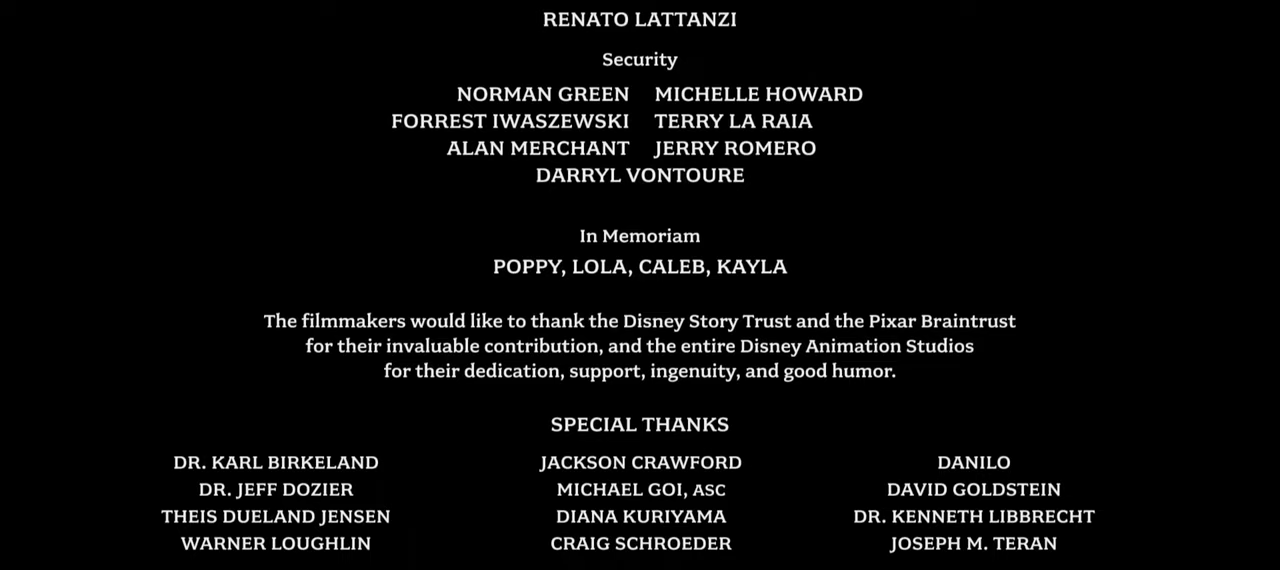 RENATO LATTANZI
Security
NORMAN GREEN MICHELLE HOWARD
FORREST IWASZEWSKI TERRY LA RAIA
ALAN MERCHANT JERRY ROMERO
DARRYL VONTOURE
In Memoriam
POPPY, LOLA, CALEB, KAYLA
The filmmakers would like to thank the Disney Story Trust and the Pixar Braintrust
for their invaluable contribution, and the entire Disney Animation Studios
for their dedication, support, ingenuity, and good humor.
SPECIAL THANKS
DR. KARL BIRKELAND JACKSON CRAWFORD DANILO
DR. JEFF DOZIER MICHAEL GOI, ASC DAVID GOLDSTEIN
THEIS DUELAND JENSEN DIANA KURIYAMA DR. KENNETH LIBBRECHT
WARNER LOUGHLIN CRAIG SCHROEDER JOSEPH M. TERAN